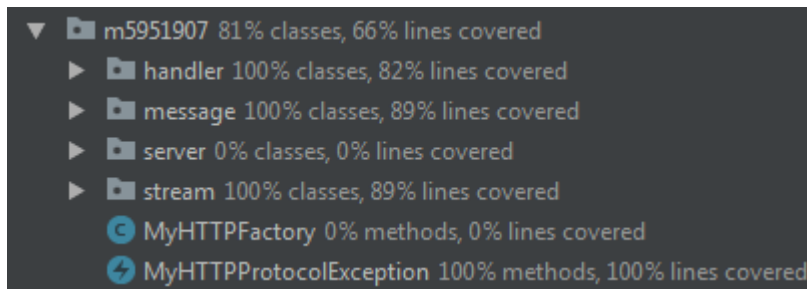 m5951907 81% classes, 66% lines covered
handler 100% classes, 82% lines covered
message 100% classes, 89% lines covered
server 0% classes, 0% lines covered
stream 100% classes, 89% lines covered
C MyHTTPFactory 0% methods, 0% lines covered
MyHTTPProtocolException 100% methods, 100% lines covered